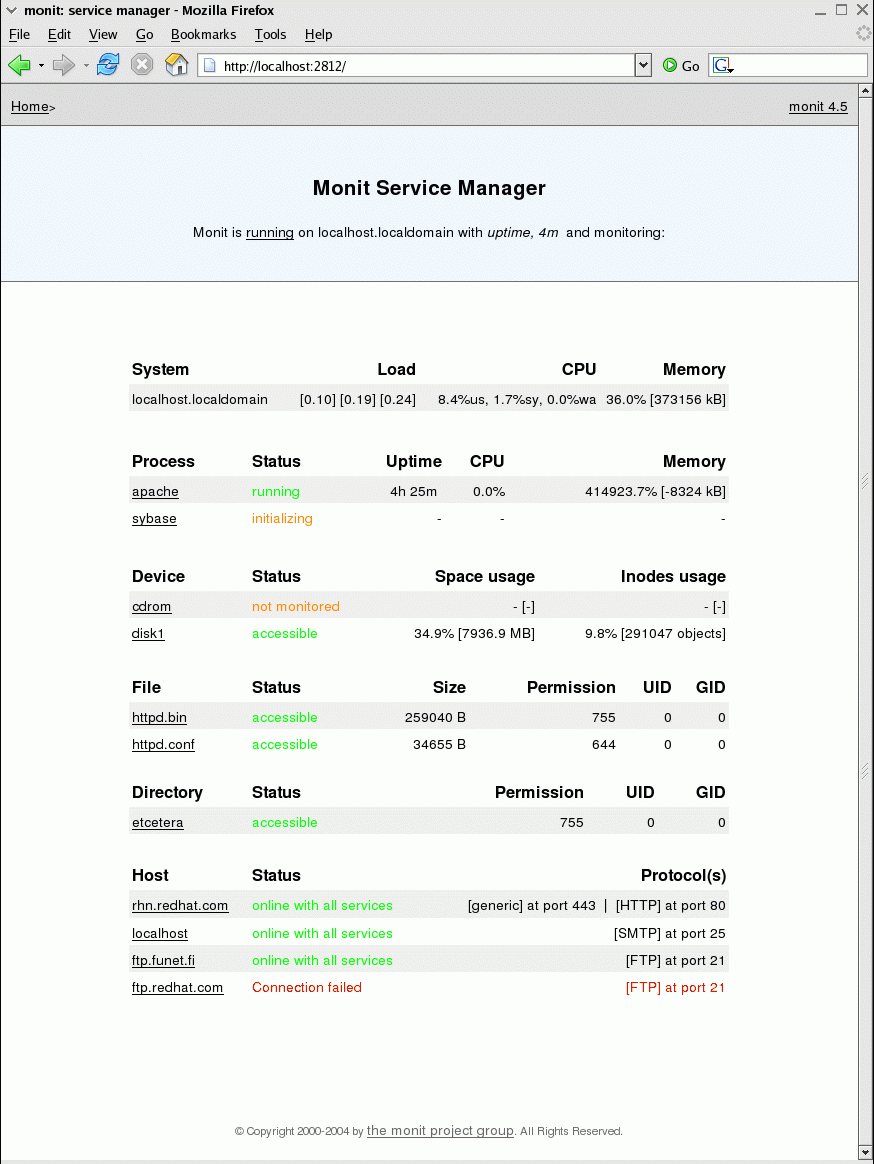 monit: service manager - Mozilla Firefox
File Edit View Go Bookmarks Tools Help
http://localhost:2812/ Go G
Home> monit 4.5
Monit Service Manager
Monit is running on localhost.localdomain with uptime, 4m and monitoring:
System Load CPU Memory
localhost.localdomain [0.10] [0.19] [0.24] 8.4%us, 1.7%sy, 0.0%wa 36.0% [373156 kB]
Process Status Uptime CPU Memory
apache running 4h 25m 0.0% 414923.7% [-8324 kB]
sybase initializing - - -
Device Status Space usage Inodes usage
cdrom not monitored - [-] - [-]
disk1 accessible 34.9% [7936.9 MB] 9.8% [291047 objects]
File Status Size Permission UID GID
httpd.bin accessible 259040 B 755 0 0
httpd.conf accessible 34655 B 644 0 0
Directory Status Permission UID GID
etcetera accessible 755 0 0
Host Status Protocol(s)
rhn.redhat.com online with all services [generic] at port 443 | [HTTP] at port 80
localhost online with all services [SMTP] at port 25
ftp.funet.fi online with all services [FTP] at port 21
ftp.redhat.com Connection failed [FTP] at port 21
© Copyright 2000-2004 by the monit project group. All Rights Reserved.